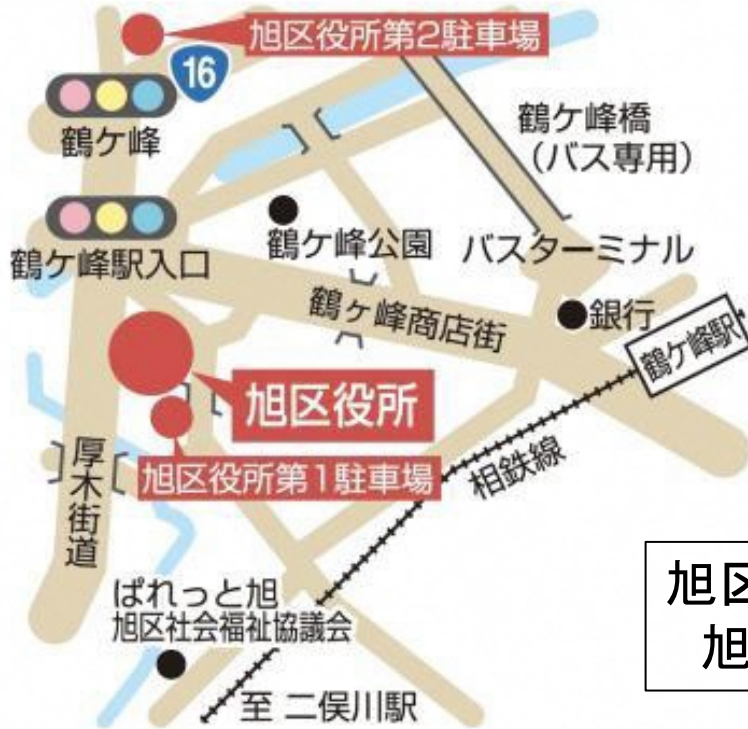 旭区役所第2駐車場
16
鶴ケ峰
鶴ケ峰橋
（バス専用）
鶴ケ峰駅入口
鶴ケ峰公園
バスターミナル
鶴ヶ峰商店街
銀行
鶴ケ峰駅
旭区役所
旭区役所第1駐車場
厚木街道
相鉄線
ぱれっと旭
旭区社会福祉協議会
至 二俣川駅
旭区
旭